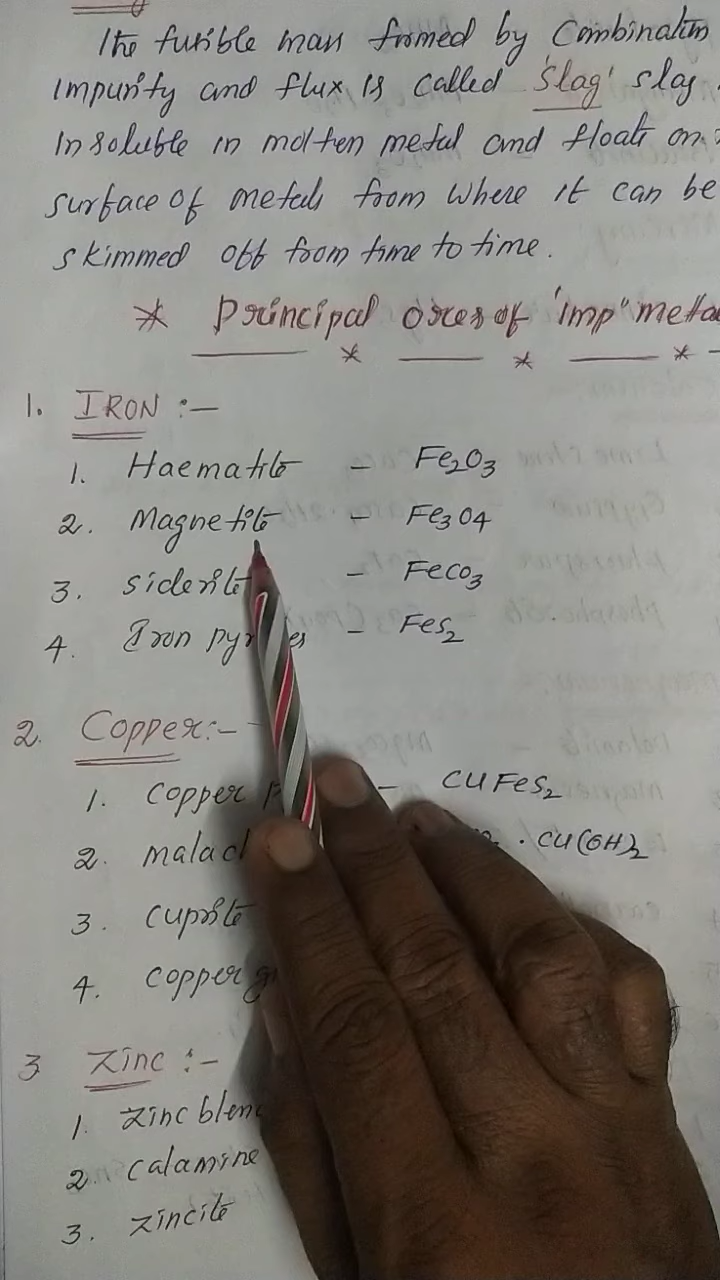 The fusible mass formed by Combination
impurity and flux is called 'Slag' slag
insoluble in molten metal and floats on
surface of metals from where it can be
skimmed off from time to time.
* Principal ores of 'imp" meta
* * *
1. IRON :-
1. Haematite - Fe2O3
2. Magnetite - Fe3O4
3. siderite - FeCO3
4. Iron pyr es - FeS2
2. Copper:-
1. Copper p - CUFeS2
2. malac . CU(OH)2
3. cuprite
4. copper g
3 Zinc :-
1. Zinc blen
2. calamine
3. zincite